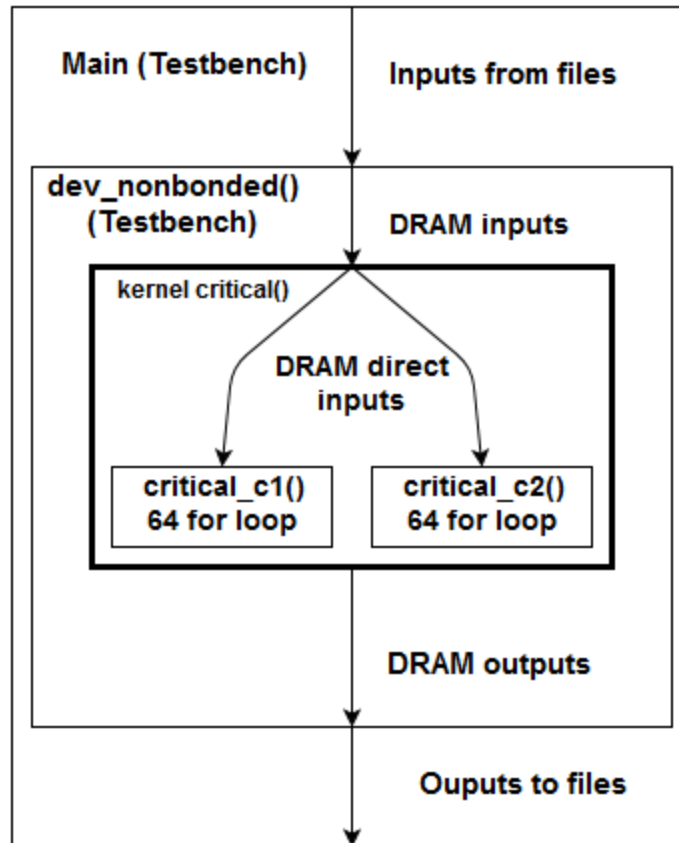 Main (Testbench)
Inputs from files
dev_nonbonded()
(Testbench)
DRAM inputs
kernel critical()
DRAM direct
inputs
critical_c1()
64 for loop
critical_c2()
64 for loop
DRAM outputs
Ouputs to files